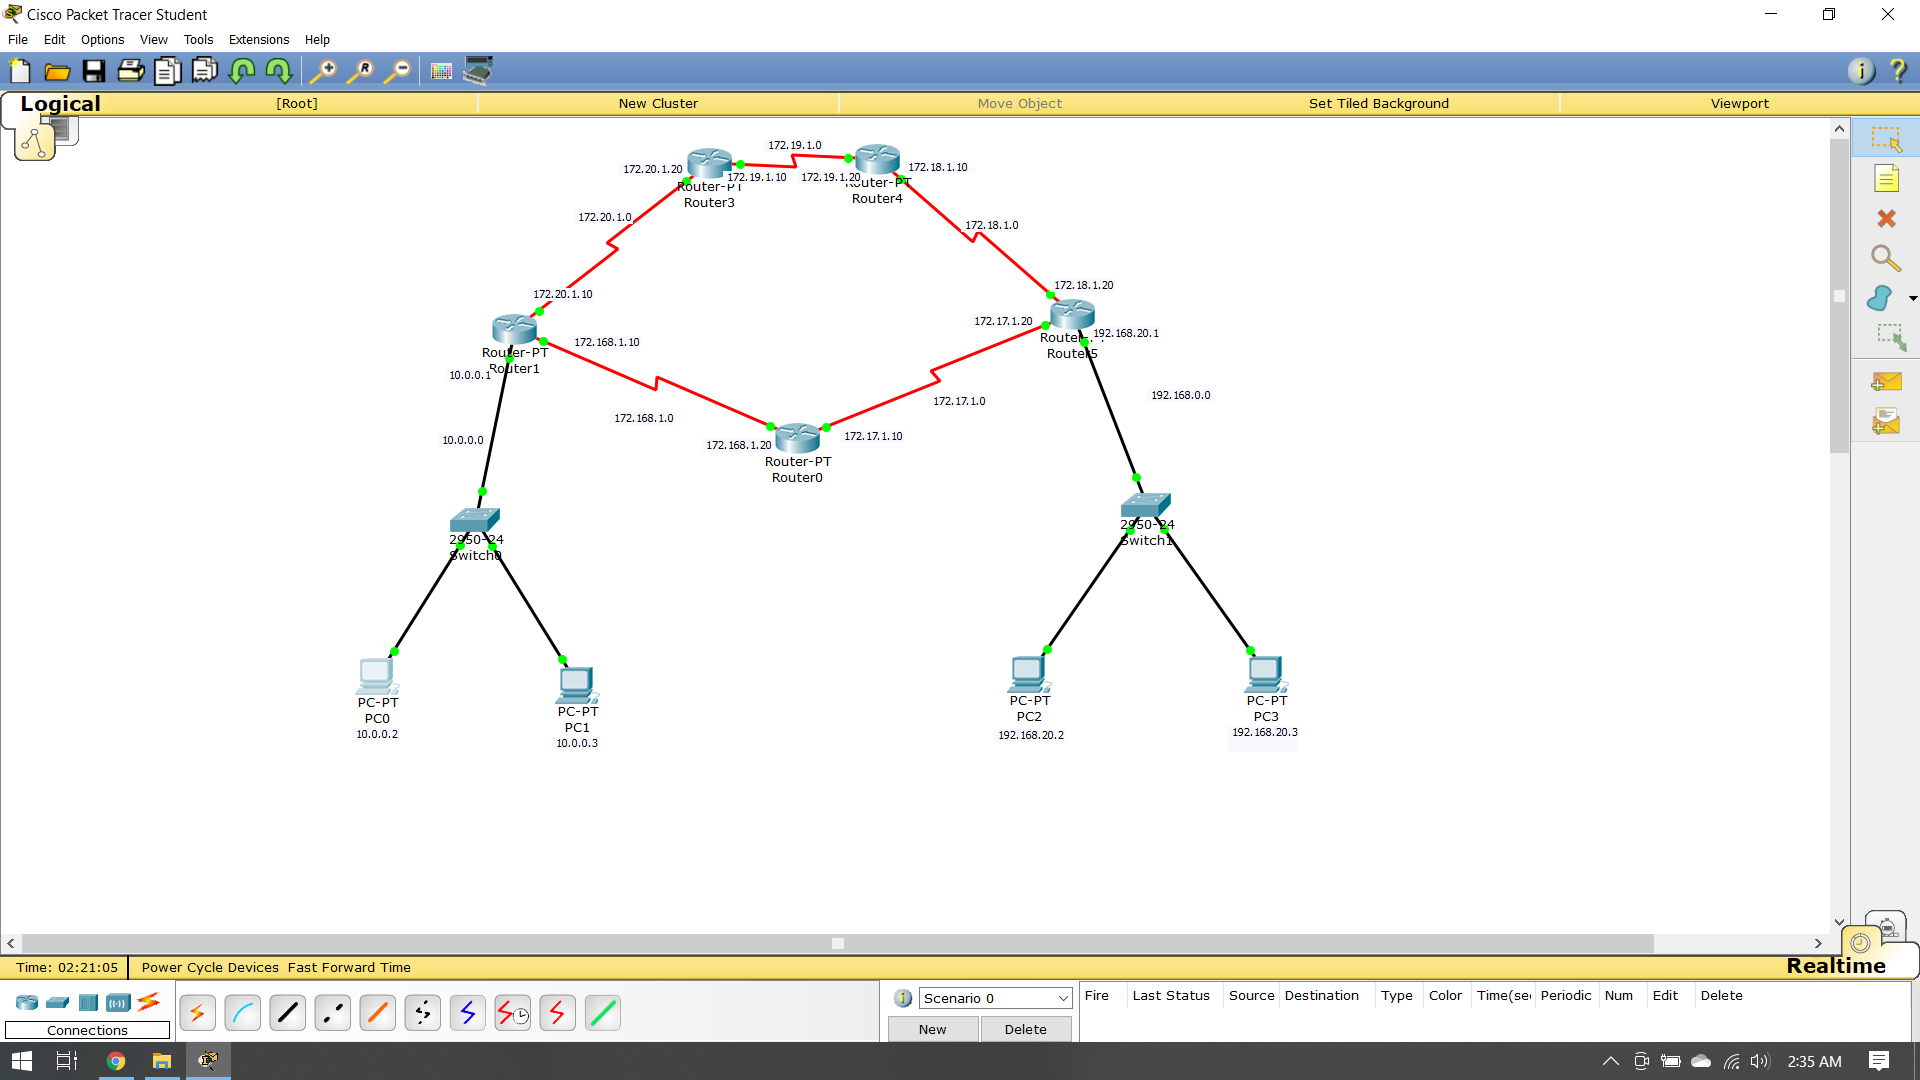 Cisco Packet Tracer Student
File Edit Options View Tools Extensions Help
Logical [Root] New Cluster Move Object Set Tiled Background Viewport
172.19.1.0
172.20.1.20
172.19.1.10 172.19.1.20
172.18.1.10
Router-PT
Router3
Router-PT
Router4
172.20.1.0
172.18.1.0
172.20.1.10
172.18.1.20
172.17.1.20
192.168.20.1
Router5
172.168.1.10
Router-PT
Router1
10.0.0.1
192.168.0.0
172.17.1.0
172.168.1.0
10.0.0.0
172.168.1.20
172.17.1.10
Router-PT
Router0
2950-24
Switch0
2950-24
Switch1
PC-PT
PC0
10.0.0.2
PC-PT
PC1
10.0.0.3
PC-PT
PC2
192.168.20.2
PC-PT
PC3
192.168.20.3
Time: 02:21:05 Power Cycle Devices Fast Forward Time
Realtime
Connections
Scenario 0
New Delete
Fire Last Status Source Destination Type Color Time(sec Periodic Num Edit Delete
2:35 AM